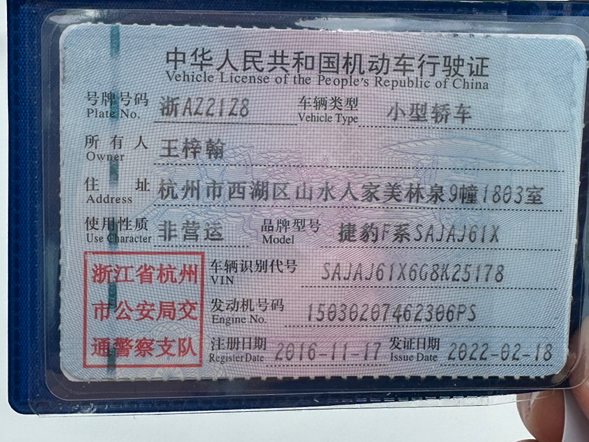 中华人民共和国机动车行驶证
Vehicle License of the People's Republic of China
号牌号码 浙AZ21Z8 车辆类型 小型轿车
Plate No. Vehicle Type
所有人 王梓翰
Owner
住址 杭州市西湖区山水人家美林泉9幢1803室
Address
使用性质 非营运 品牌型号 捷豹F系SAJAJ61X
Use Character Model
浙江省杭州
市公安局交
通警察支队
车辆识别代号 SAJAJ61X6G8K25178
VIN
发动机号码 15030207462306PS
Engine No.
注册日期 2016-11-17 发证日期 2022-02-18
Register Date Issue Date